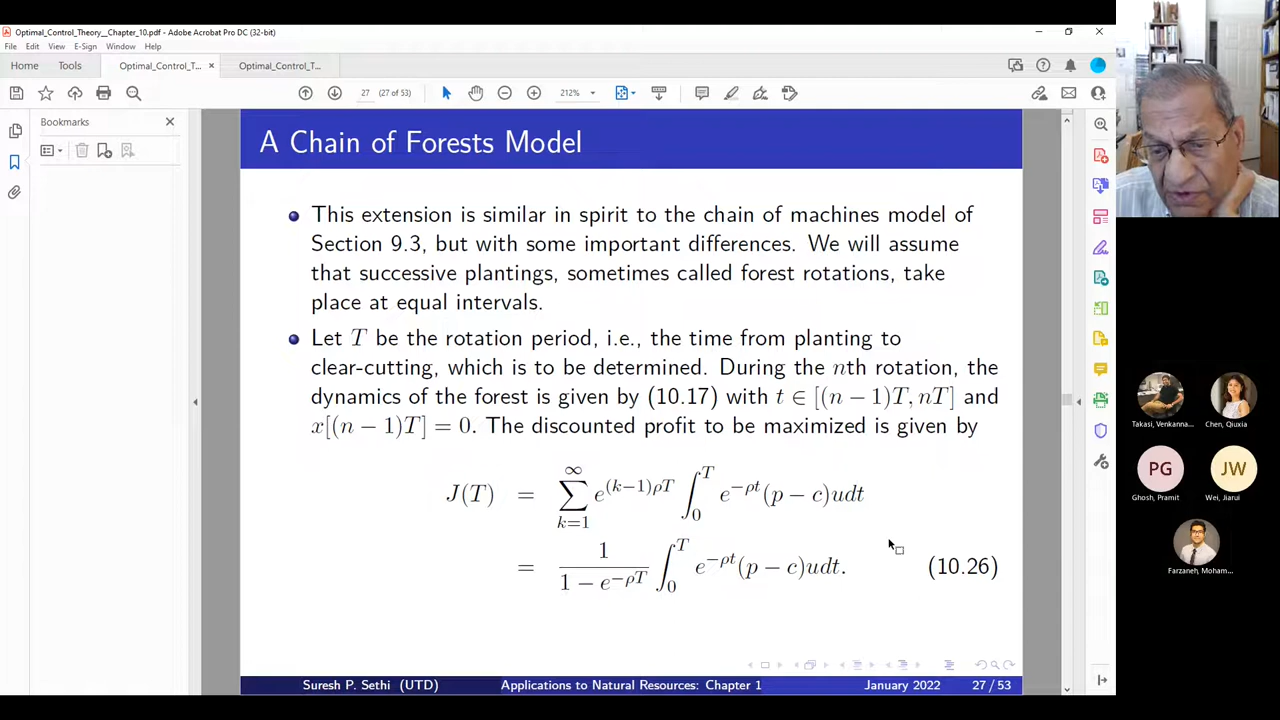 Optimal_Control_Theory__Chapter_10.pdf - Adobe Acrobat Pro DC (32-bit)
File Edit View E-Sign Window Help
Home Tools Optimal_Control_T... × Optimal_Control_T...
27 (27 of 53) 212%
Bookmarks
A Chain of Forests Model
This extension is similar in spirit to the chain of machines model of
Section 9.3, but with some important differences. We will assume
that successive plantings, sometimes called forest rotations, take
place at equal intervals.
Let T be the rotation period, i.e., the time from planting to
clear-cutting, which is to be determined. During the nth rotation, the
dynamics of the forest is given by (10.17) with t ∈ [(n − 1)T, nT] and
x[(n − 1)T] = 0. The discounted profit to be maximized is given by
J(T) = ∑_{k=1}^{∞} e^{(k−1)ρT} ∫_0^T e^{−ρt}(p − c)udt
= \frac{1}{1 − e^{−ρT}} ∫_0^T e^{−ρt}(p − c)udt. (10.26)
Suresh P. Sethi (UTD) Applications to Natural Resources: Chapter 1 January 2022 27 / 53
Takasi, Venkanna... Chen, Qiuxia
PG JW
Ghosh, Pramit Wei, Jiarui
Farzaneh, Moham...